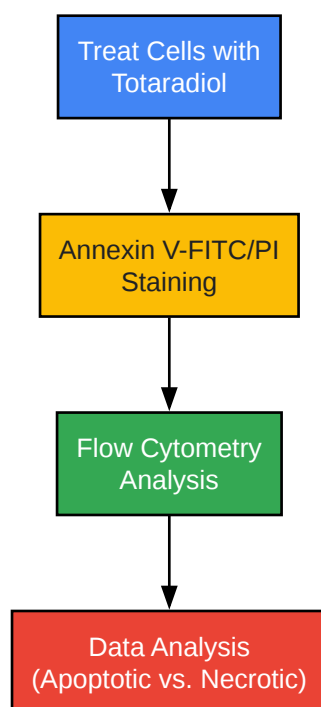 Treat Cells with
Totaradiol
Annexin V-FITC/PI
Staining
Flow Cytometry
Analysis
Data Analysis
(Apoptotic vs. Necrotic)